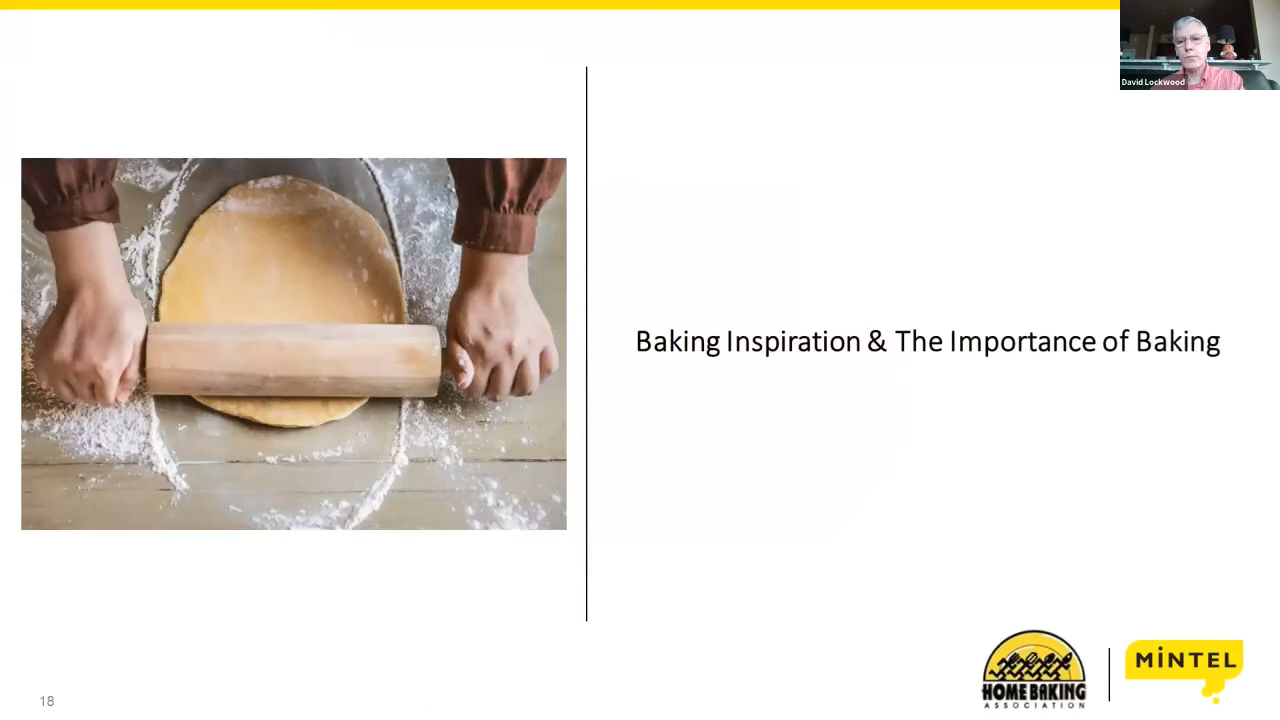 David Lockwood
Baking Inspiration & The Importance of Baking
HOME BAKING
ASSOCIATION
MiNTEL
18